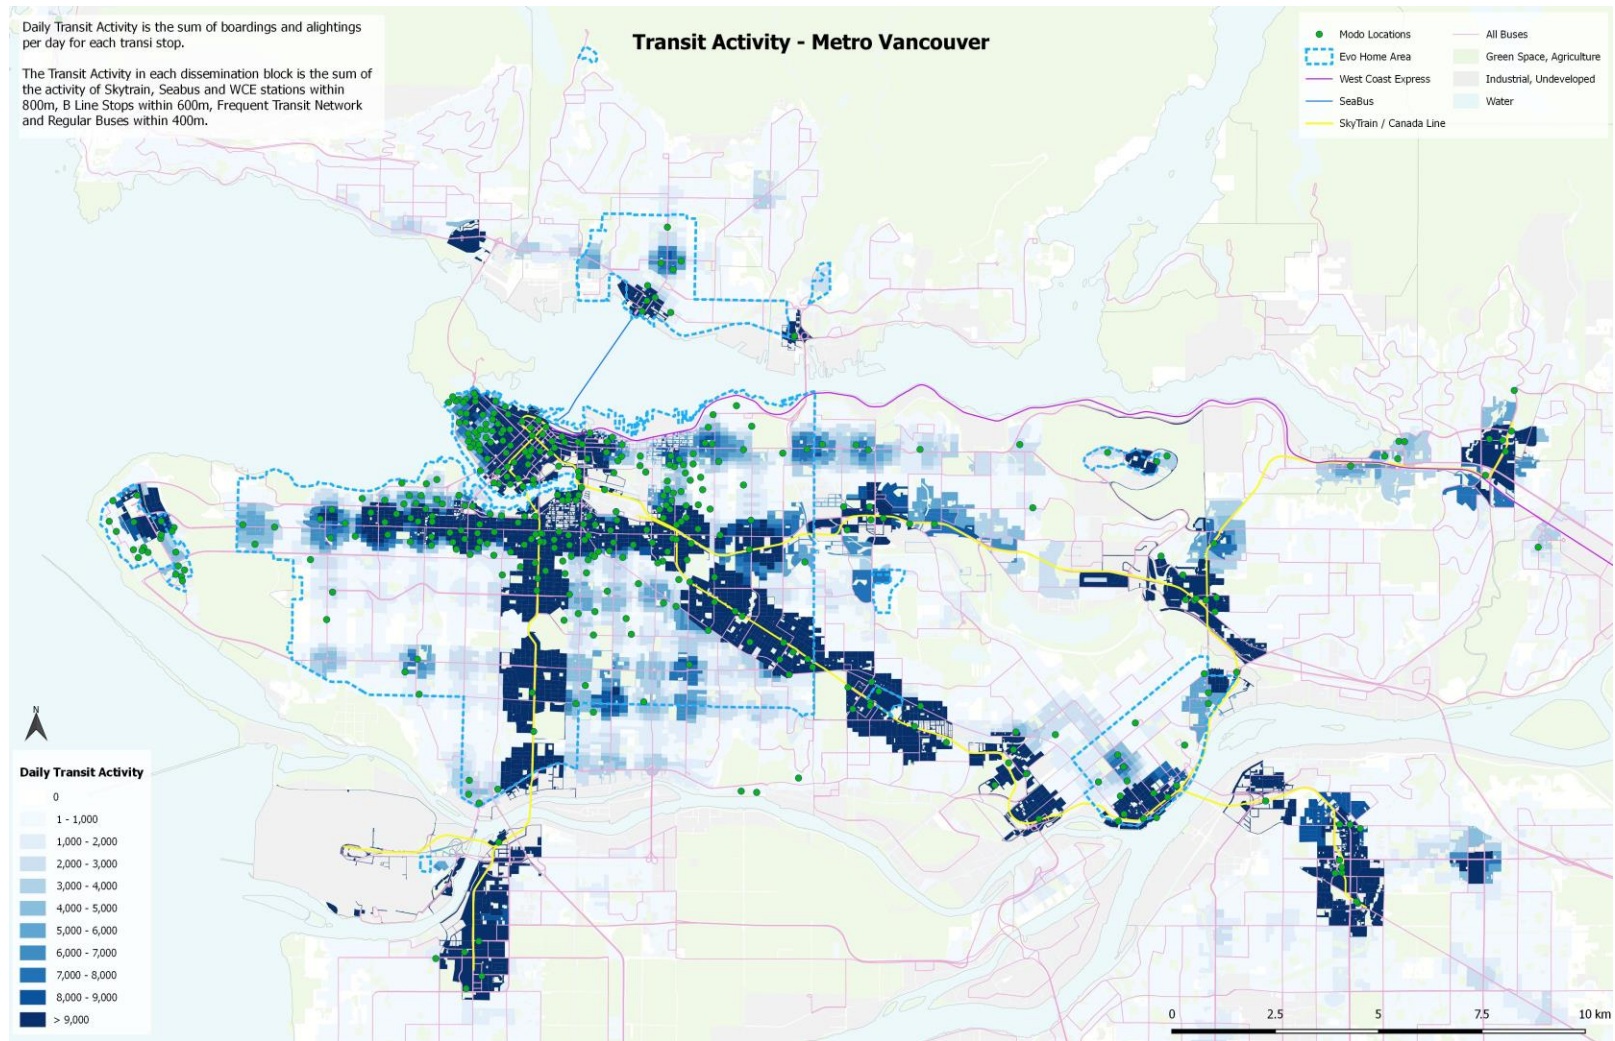 Daily Transit Activity is the sum of boardings and alightings
per day for each transi stop.
The Transit Activity in each dissemination block is the sum of
the activity of Skytrain, Seabus and WCE stations within
800m, B Line Stops within 600m, Frequent Transit Network
and Regular Buses within 400m.
Transit Activity - Metro Vancouver
Modo Locations
Evo Home Area
West Coast Express
SeaBus
SkyTrain / Canada Line
All Buses
Green Space, Agriculture
Industrial, Undeveloped
Water
N
Daily Transit Activity
0
1 - 1,000
1,000 - 2,000
2,000 - 3,000
3,000 - 4,000
4,000 - 5,000
5,000 - 6,000
6,000 - 7,000
7,000 - 8,000
8,000 - 9,000
> 9,000
0 2.5 5 7.5 10 km